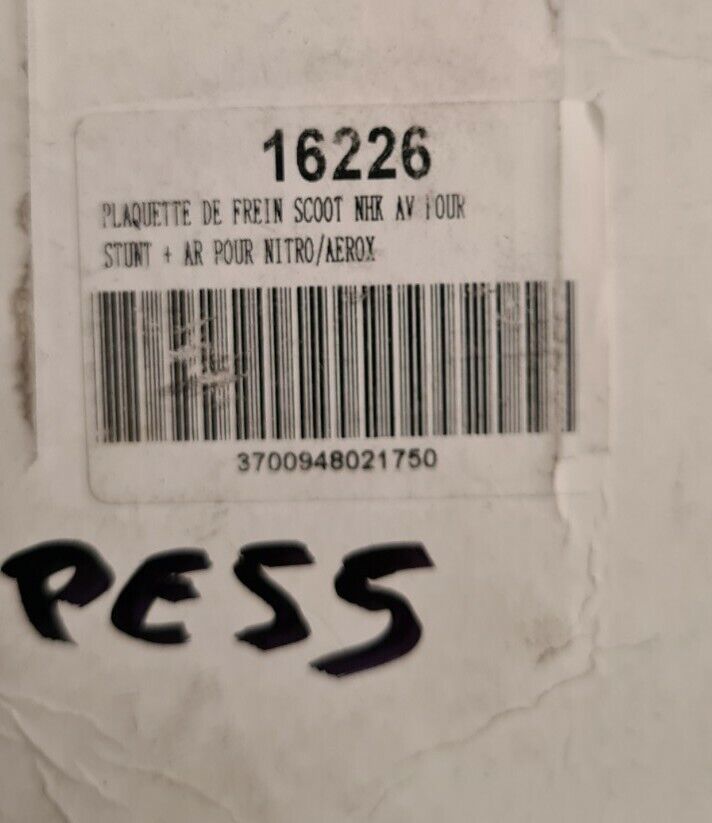 16226
PLAQUETTE DE FREIN SCOOT NHK AV POUR
STUNT + AR POUR NITRO/AEROX
3700948021750
PESS